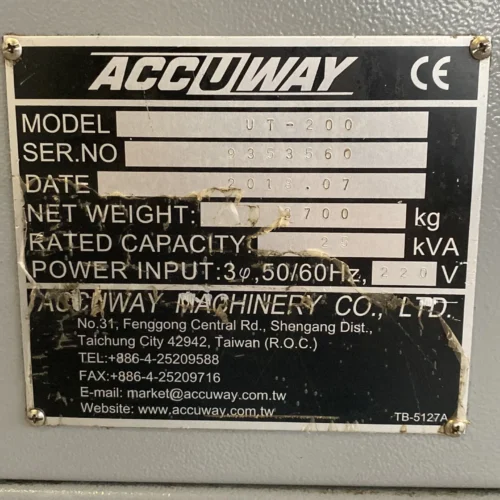 ACCUWAY CE
MODEL UT-200
SER.NO 9353560
DATE .07
NET WEIGHT: 700 kg
RATED CAPACITY: kVA
POWER INPUT:3φ,50/60Hz, 220 V
ACCUWAY MACHINERY CO., LTD
No.31, Fenggong Central Rd., Shengang Dist.,
Taichung City 42942, Taiwan (R.O.C.)
TEL:+886-4-25209588
FAX:+886-4-25209716
E-mail: market@accuway.com.tw
Website: www.accuway.com.tw
TB-5127A